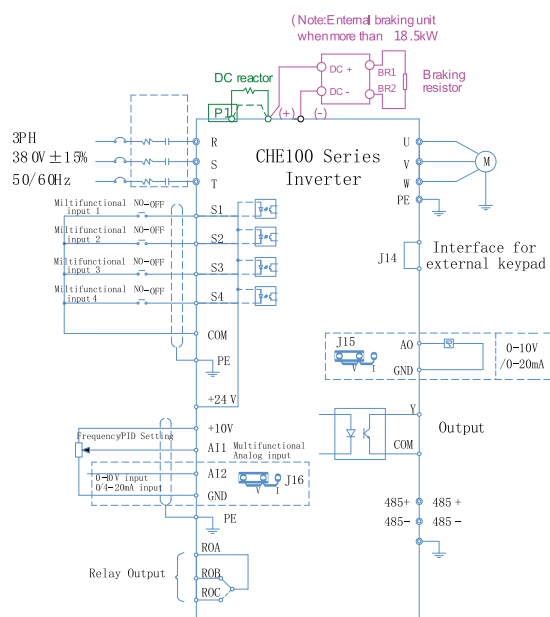 (Note:External braking unit
when more than 18.5kW
DC reactor
DC +
DC -
BR1
BR2
Braking
resistor
P1
(+)
(-)
3PH
380V±15%
50/60Hz
R
S
T
CHE100 Series
Inverter
U
V
W
PE
M
Miltifunctional
input 1
NO-OFF
S1
Miltifunctional
input 2
NO-OFF
S2
Multifunctional
input 3
NO-OFF
S3
Multifunctional
input 4
NO-OFF
S4
COM
PE
+24V
J14
Interface for
external keypad
J15
V I
AO
GND
0-10V
/0-20mA
Y
COM
Output
+10V
FrequencyPID Setting
AI1
Multifunctional
Analog input
AI2
0-10V input
0/4-20mA input
GND
J16
V I
PE
485+
485-
485+
485-
ROA
ROB
ROC
Relay Output